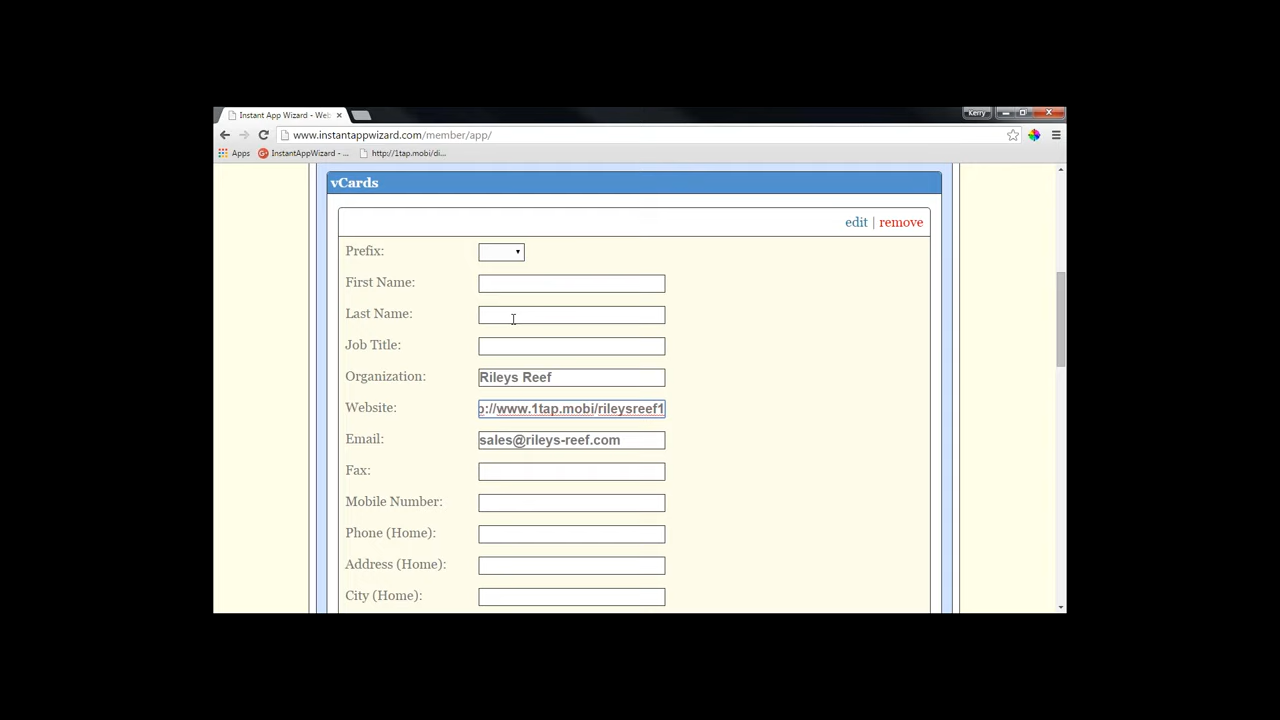 Instant App Wizard - Web
Kerry
www.instantappwizard.com/member/app/
Apps InstantAppWizard - ... http://1tap.mobi/di...
vCards
edit | remove
Prefix:
First Name:
Last Name:
Job Title:
Organization: Rileys Reef
Website: p://www.1tap.mobi/rileysreef1
Email: sales@rileys-reef.com
Fax:
Mobile Number:
Phone (Home):
Address (Home):
City (Home):